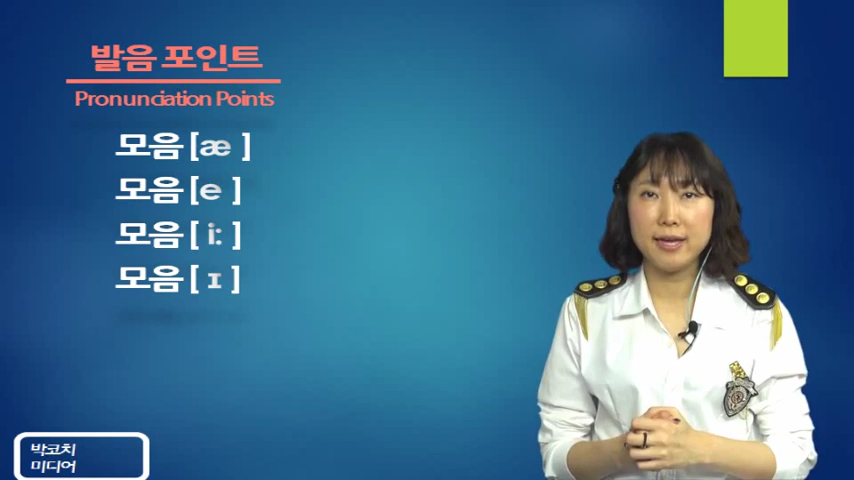 발음 포인트
Pronunciation Points
모음 [æ ]
모음 [e ]
모음 [ i: ]
모음 [ ɪ ]
박코치
미디어